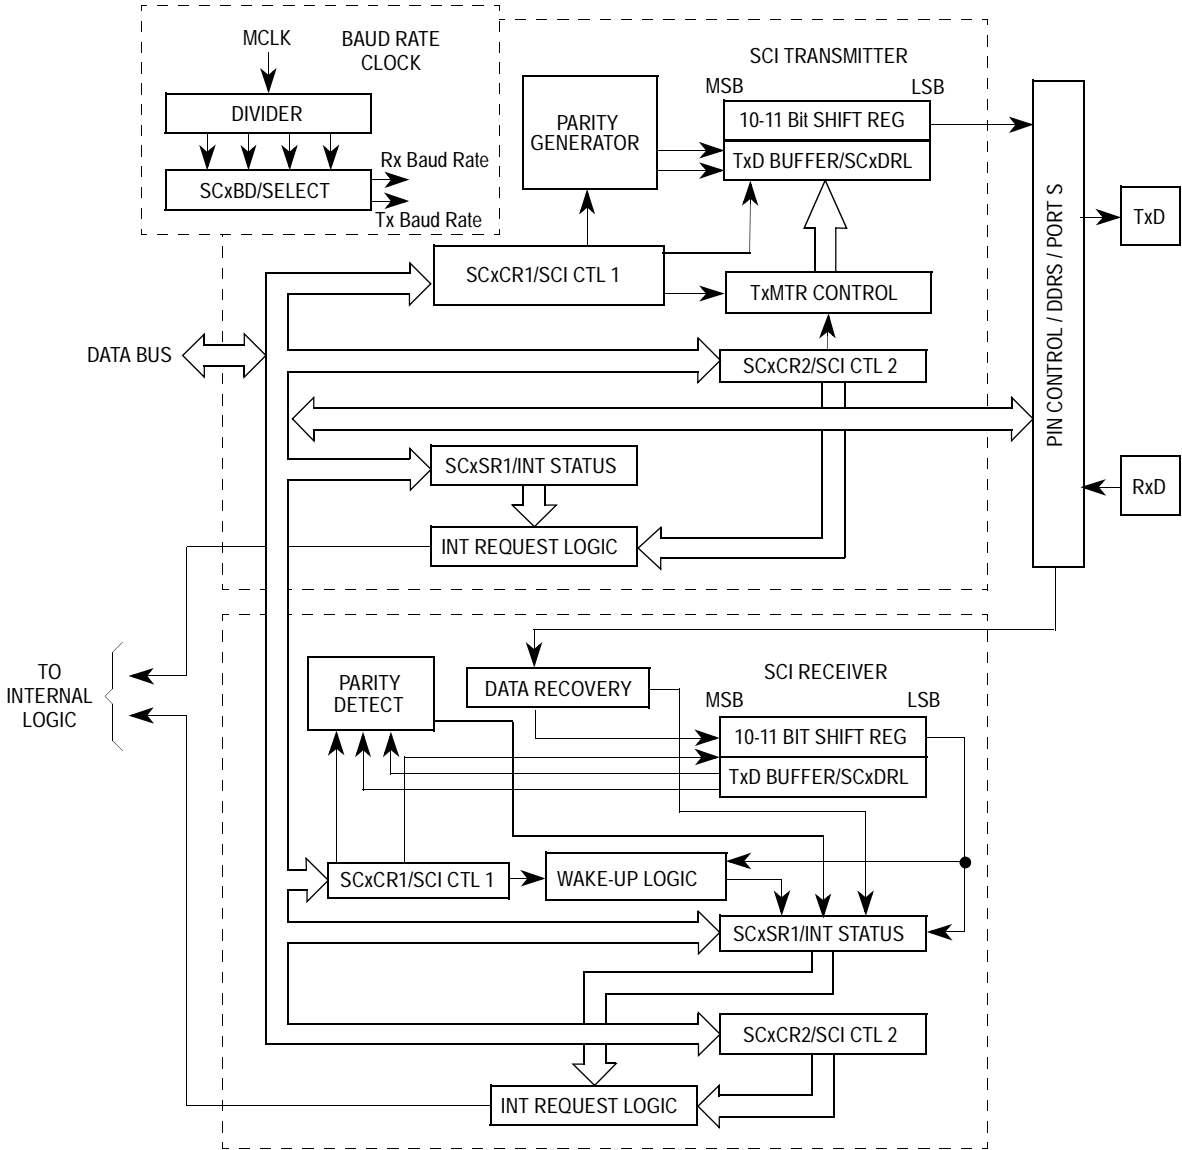 MCLK
BAUD RATE
CLOCK
DIVIDER
Rx Baud Rate
SCxBD/SELECT
Tx Baud Rate
SCI TRANSMITTER
MSB
LSB
PARITY
GENERATOR
10-11 Bit SHIFT REG
TxD BUFFER/SCxDRL
SCxCR1/SCI CTL 1
TxMTR CONTROL
DATA BUS
SCxCR2/SCI CTL 2
SCxSR1/INT STATUS
INT REQUEST LOGIC
PIN CONTROL / DDRS / PORT S
TxD
RxD
TO
INTERNAL
LOGIC
SCI RECEIVER
PARITY
DETECT
DATA RECOVERY
MSB
LSB
10-11 BIT SHIFT REG
TxD BUFFER/SCxDRL
SCxCR1/SCI CTL 1
WAKE-UP LOGIC
SCxSR1/INT STATUS
SCxCR2/SCI CTL 2
INT REQUEST LOGIC